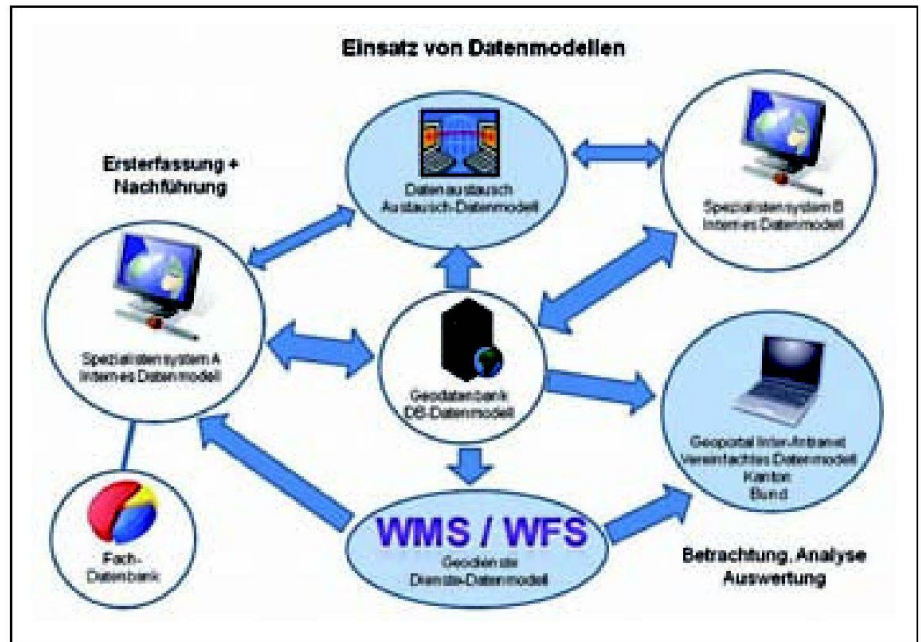 Einsatz von Datenmodellen
Ersterfassung +
Nachführung
Datenaustausch
Austausch-Datenmodell
Spezialistensystem B
Internes Datenmodell
Spezialistensystem A
Internes Datenmodell
Geodatenbank
DB-Datenmodell
Geoportal Inter-/Intranet
Vereinfachtes Datenmodell
Kanton
Bund
Fach-
Datenbank
WMS / WFS
Geodienste
Dienste-Datenmodell
Betrachtung, Analyse
Auswertung